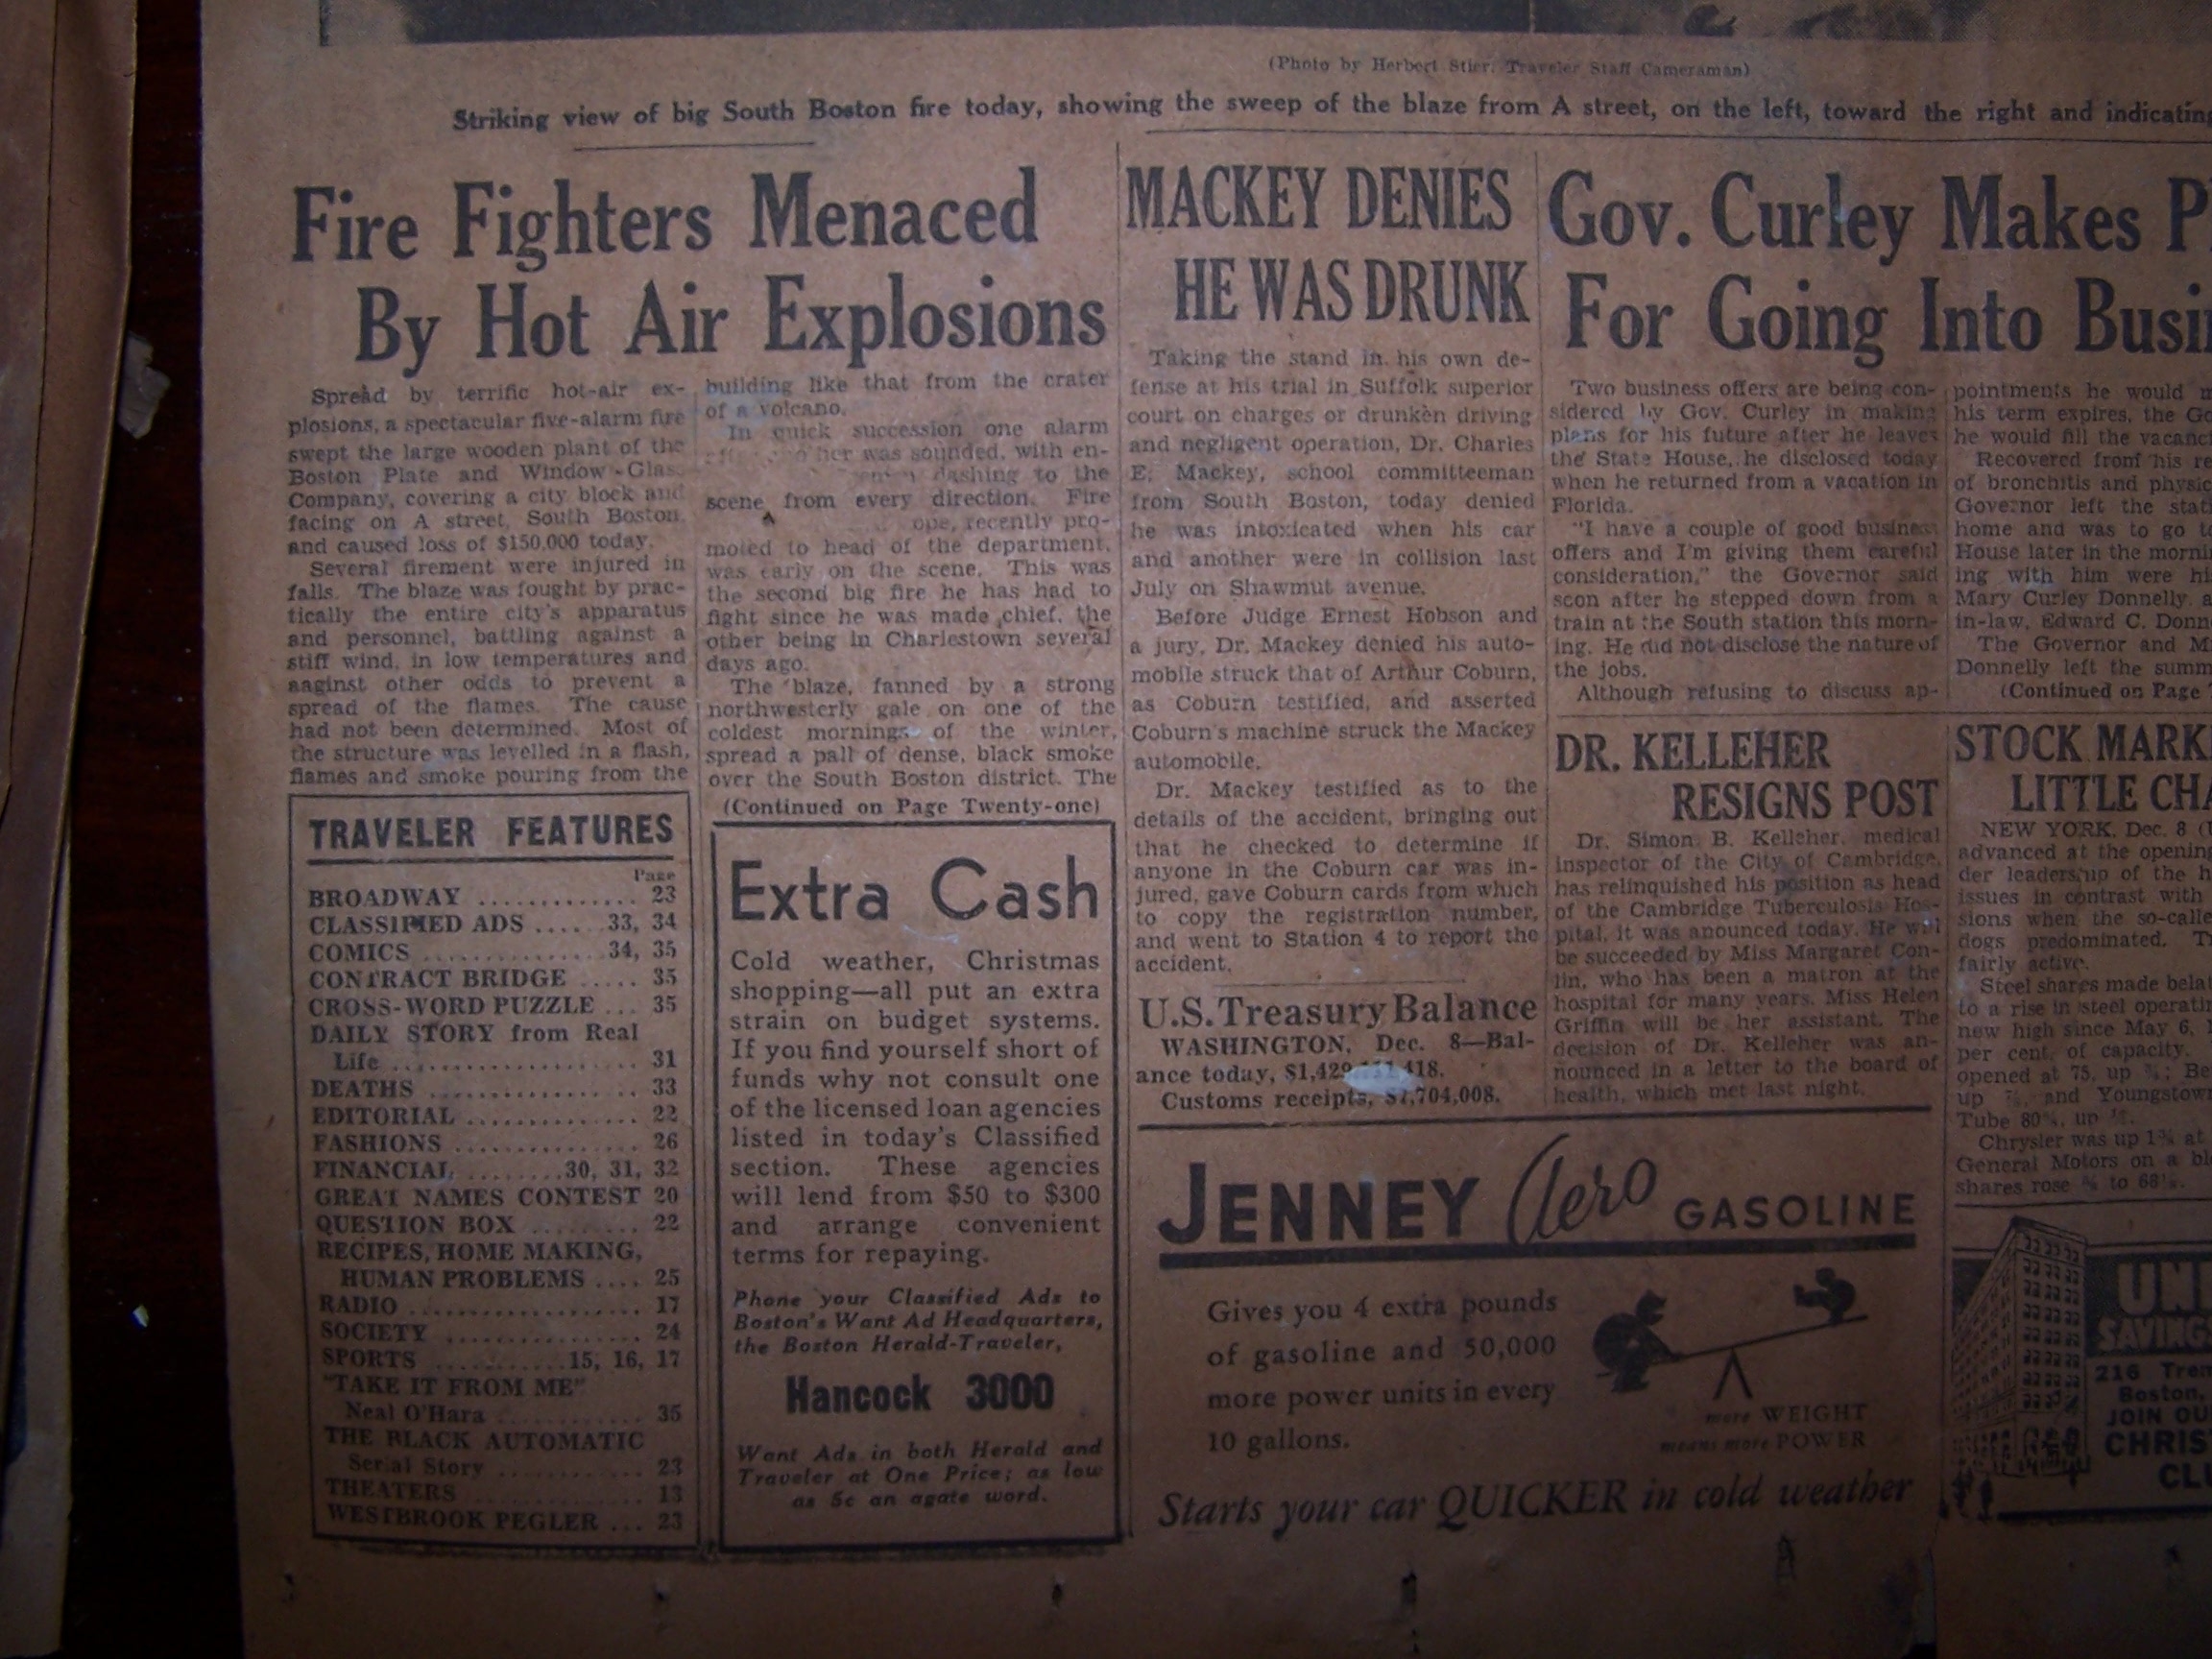 (Photo by Herbert Stier, Traveler Staff Cameraman)
Striking view of big South Boston fire today, showing the sweep of the blaze from A street, on the left, toward the right and indicating
Fire Fighters Menaced
By Hot Air Explosions
Spread by terrific hot-air ex-
plosions, a spectacular five-alarm fire
swept the large wooden plant of the
Boston Plate and Window-Glass
Company, covering a city block and
facing on A street, South Boston,
and caused loss of $150,000 today.
Several firement were injured in
falls. The blaze was fought by prac-
tically the entire city's apparatus
and personnel, battling against a
stiff wind, in low temperatures and
aaginst other odds to prevent a
spread of the flames. The cause
had not been determined. Most of
the structure was levelled in a flash,
flames and smoke pouring from the
building like that from the crater
of a volcano.
In quick succession one alarm
was sounded, with en-
dashing to the
scene from every direction. Fire
recently pro-
moted to head of the department,
was early on the scene. This was
the second big fire he has had to
fight since he was made chief, the
other being in Charlestown several
days ago.
The blaze, fanned by a strong
northwesterly gale on one of the
coldest mornings of the winter,
spread a pall of dense, black smoke
over the South Boston district. The
(Continued on Page Twenty-one)
TRAVELER FEATURES
Page
BROADWAY ............. 23
CLASSIFIED ADS ..... 33, 34
COMICS .............. 34, 35
CONTRACT BRIDGE ..... 35
CROSS-WORD PUZZLE ... 35
DAILY STORY from Real
Life ................... 31
DEATHS ................ 33
EDITORIAL ............. 22
FASHIONS .............. 26
FINANCIAL ........30, 31, 32
GREAT NAMES CONTEST 20
QUESTION BOX ......... 22
RECIPES, HOME MAKING,
HUMAN PROBLEMS .... 25
RADIO ................... 17
SOCIETY ................ 24
SPORTS ..........15, 16, 17
"TAKE IT FROM ME"
Neal O'Hara ............ 35
THE BLACK AUTOMATIC
Serial Story ............ 23
THEATERS .............. 13
WESTBROOK PEGLER ... 23
Extra Cash
Cold weather, Christmas
shopping—all put an extra
strain on budget systems.
If you find yourself short of
funds why not consult one
of the licensed loan agencies
listed in today's Classified
section. These agencies
will lend from $50 to $300
and arrange convenient
terms for repaying.
Phone your Classified Ads to
Boston's Want Ad Headquarters,
the Boston Herald-Traveler,
Hancock 3000
Want Ads in both Herald and
Traveler at One Price; as low
as 5c an agate word.
MACKEY DENIES
HE WAS DRUNK
Taking the stand in his own de-
fense at his trial in Suffolk superior
court on charges or drunken driving
and negligent operation, Dr. Charles
E. Mackey, school committeeman
from South Boston, today denied
he was intoxicated when his car
and another were in collision last
July on Shawmut avenue.
Before Judge Ernest Hobson and
a jury, Dr. Mackey denied his auto-
mobile struck that of Arthur Coburn,
as Coburn testified, and asserted
Coburn's machine struck the Mackey
automobile.
Dr. Mackey testified as to the
details of the accident, bringing out
that he checked to determine if
anyone in the Coburn car was in-
jured, gave Coburn cards from which
to copy the registration number,
and went to Station 4 to report the
accident.
U.S. Treasury Balance
WASHINGTON, Dec. 8—Bal-
ance today,
Customs receipts, $7,704,008.
JENNEY Aero GASOLINE
Gives you 4 extra pounds
of gasoline and 50,000
more power units in every
10 gallons.
more WEIGHT
means more POWER
Starts your car QUICKER in cold weather
Gov. Curley Makes
For Going Into
Two business offers are being con-
sidered by Gov. Curley in making
plans for his future after he leaves
the State House, he disclosed today
when he returned from a vacation in
Florida.
"I have a couple of good business
offers and I'm giving them careful
consideration," the Governor said
soon after he stepped down from a
train at the South station this morn-
ing. He did not disclose the nature of
the jobs.
Although refusing to discuss ap-
pointments he would
his term expires, the
he would fill the
Recovered from his
of bronchitis and
Governor left the
home and was to go
House later in the
ing with him were
Mary Curley Donnelly,
in-law, Edward C.
The Governor and
Donnelly left the
(Continued on Page
DR. KELLEHER
RESIGNS POST
Dr. Simon B. Kelleher, medical
inspector of the City of Cambridge,
has relinquished his position as head
of the Cambridge Tuberculosis Hos-
pital, it was anounced today. He will
be succeeded by Miss Margaret Con-
lin, who has been a matron at the
hospital for many years. Miss Helen
Griffin will be her assistant. The
decision of Dr. Kelleher was an-
nounced in a letter to the board of
health, which met last night.
STOCK
LITTLE
NEW YORK, Dec. 8
advanced at the opening
der leadership of the
issues in contrast with
sions when the
dogs predominated.
fairly active.
Steel shares made
to a rise in steel
new high since May 6,
per cent. of capacity.
opened at 75, up
up and
Tube up
Chrysler was up at
General Motors on a
shares rose to
216
Boston,
JOIN